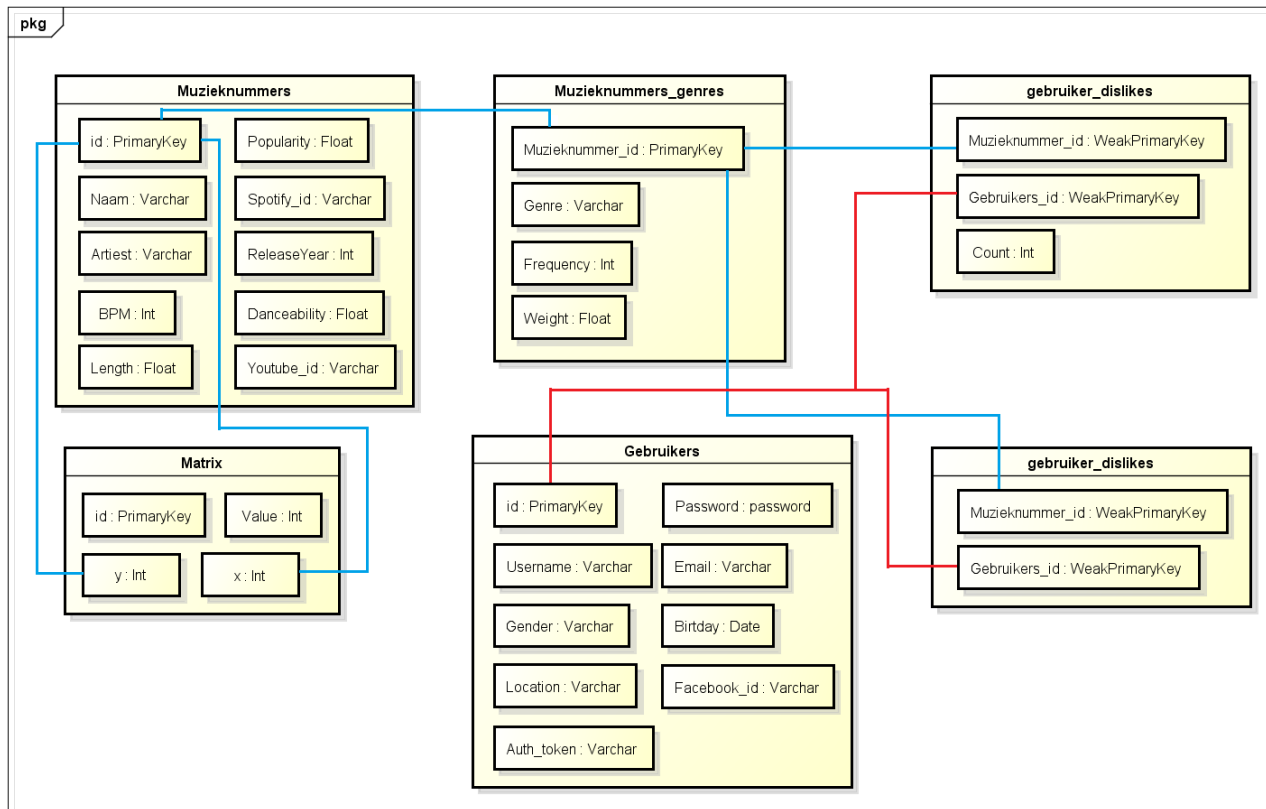 pkg
Muzieknummers
id : PrimaryKey
Popularity : Float
Naam : Varchar
Spotify_id : Varchar
Artiest : Varchar
ReleaseYear : Int
BPM : Int
Danceability : Float
Length : Float
Youtube_id : Varchar
Muzieknummers_genres
Muzieknummer_id : PrimaryKey
Genre : Varchar
Frequency : Int
Weight : Float
gebruiker_dislikes
Muzieknummer_id : WeakPrimaryKey
Gebruikers_id : WeakPrimaryKey
Count : Int
Matrix
id : PrimaryKey
Value : Int
y : Int
x : Int
Gebruikers
id : PrimaryKey
Password : password
Username : Varchar
Email : Varchar
Gender : Varchar
Birtday : Date
Location : Varchar
Facebook_id : Varchar
Auth_token : Varchar
gebruiker_dislikes
Muzieknummer_id : WeakPrimaryKey
Gebruikers_id : WeakPrimaryKey